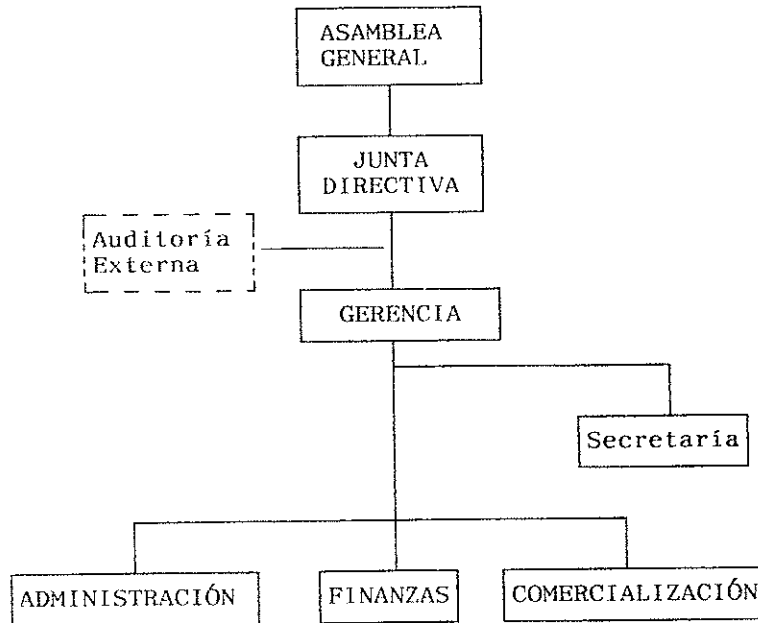 ASAMBLEA
GENERAL
JUNTA
DIRECTIVA
Auditoría
Externa
GERENCIA
Secretaría
ADMINISTRACIÓN
FINANZAS
COMERCIALIZACIÓN